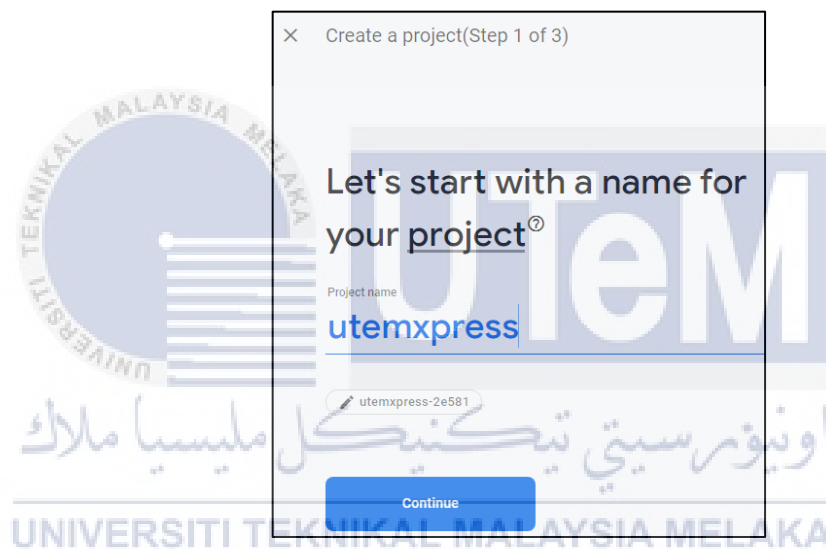 Create a project(Step 1 of 3)
UNIVERSITI TEKNIKAL MALAYSIA MELAKA
UTeM
Let's start with a name for
your project
Project name
utemxpress
utemxpress-2e581
اونيۏرسيتي تيكنيكل مليسيا ملاك
Continue
UNIVERSITI TEKNIKAL MALAYSIA MELAKA